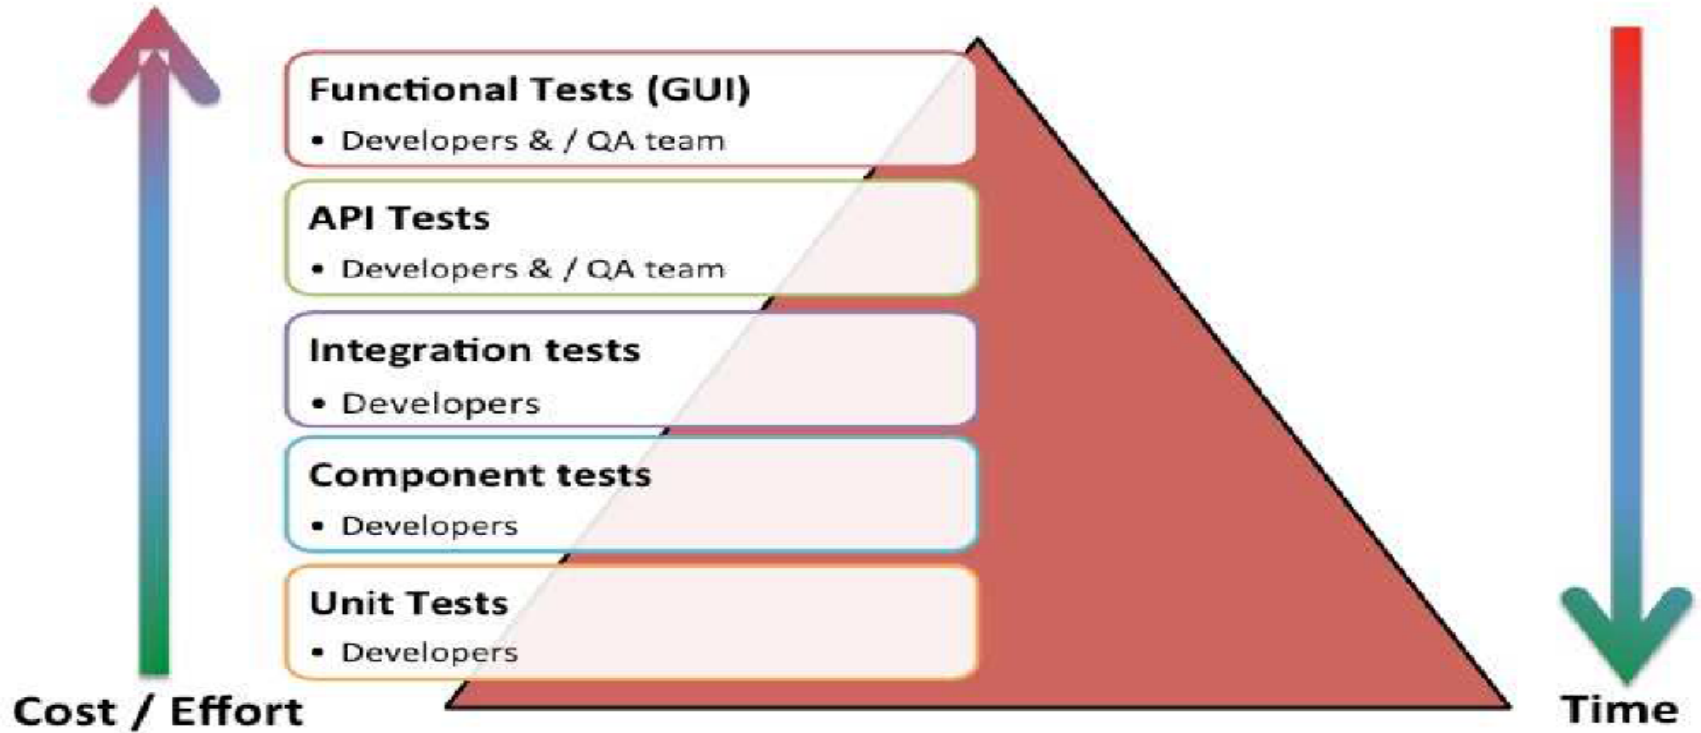 Functional Tests (GUI)
• Developers & / QA team
API Tests
• Developers & / QA team
Integration tests
• Developers
Component tests
• Developers
Unit Tests
• Developers
Cost / Effort
Time